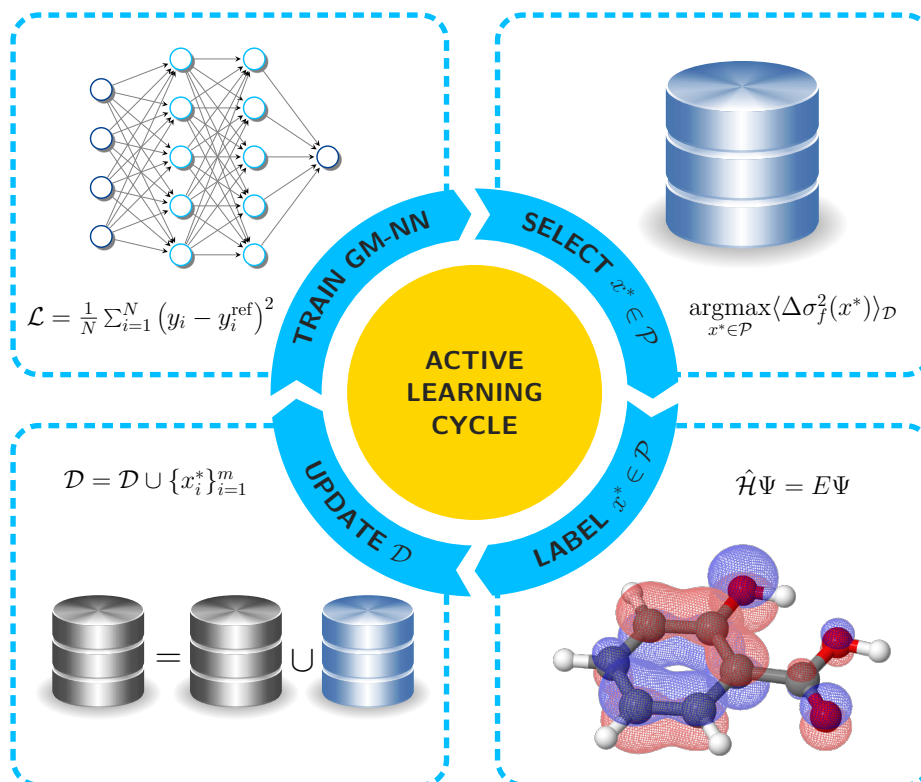 TRAIN GM-NN
SELECT x* ∈ 𝒫
ℒ = 1/N ∑_{i=1}^{N} (y_i − y_i^{ref})^2
argmax_{x*∈𝒫} ⟨Δσ_f^2(x*)⟩_𝒟
ACTIVE
LEARNING
CYCLE
𝒟 = 𝒟 ∪ {x_i^*}_{i=1}^{m}
ĤΨ = EΨ
UPDATE 𝒟
LABEL x* ∈ 𝒫
= ∪